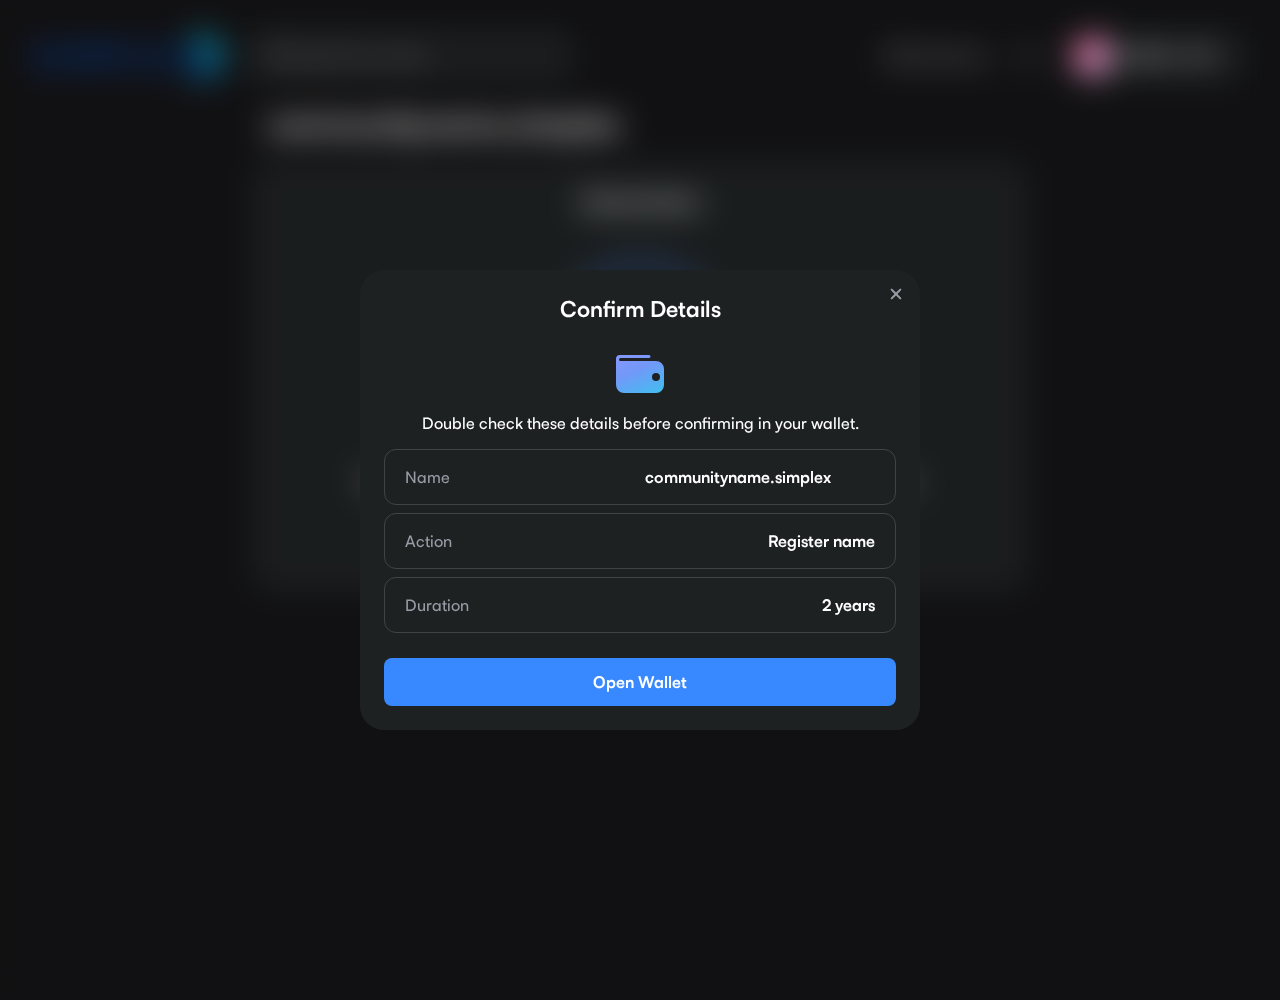 Confirm Details
Double check these details before confirming in your wallet.
Name communityname.simplex
Action Register name
Duration 2 years
Open Wallet